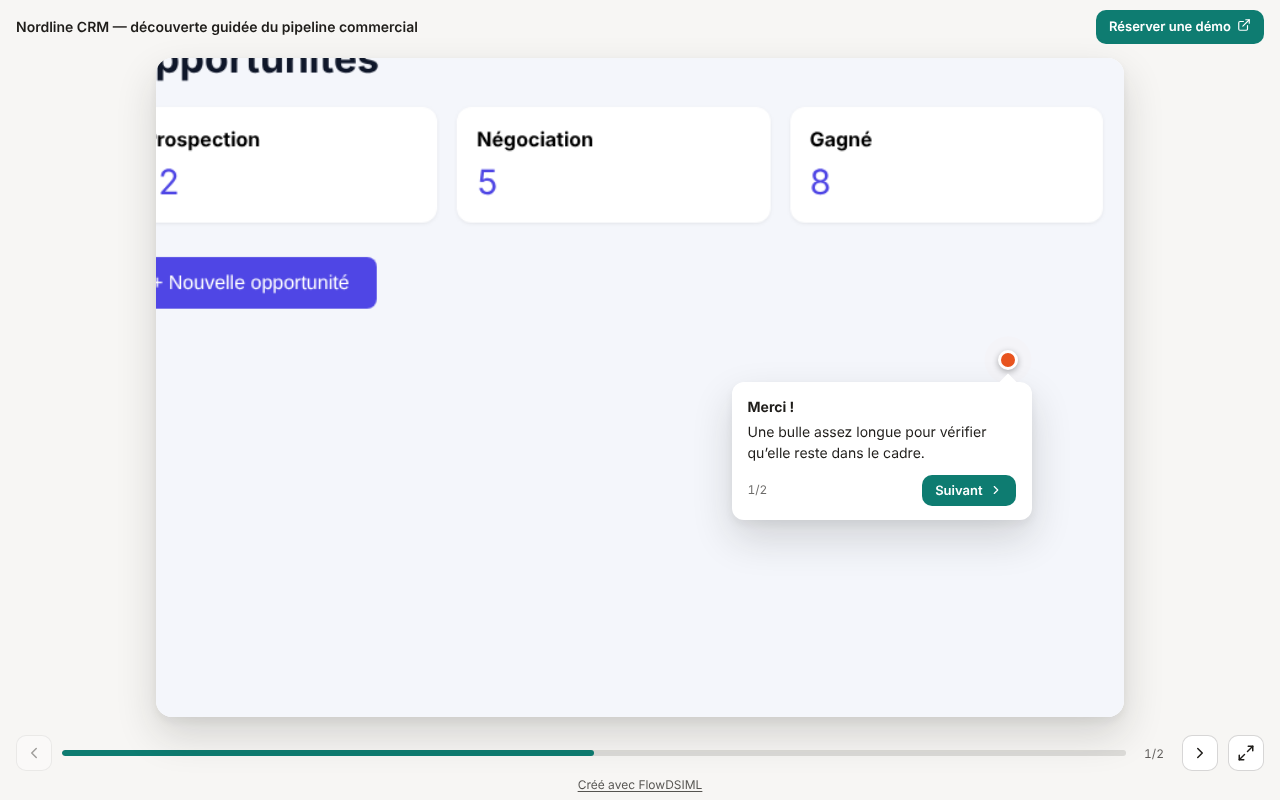 Nordline CRM — découverte guidée du pipeline commercial
Réserver une démo
pportunités
rospection
Négociation
Gagné
2
5
8
+ Nouvelle opportunité
Merci !
Une bulle assez longue pour vérifier
qu’elle reste dans le cadre.
1/2
Suivant
1/2
Créé avec FlowDSIML